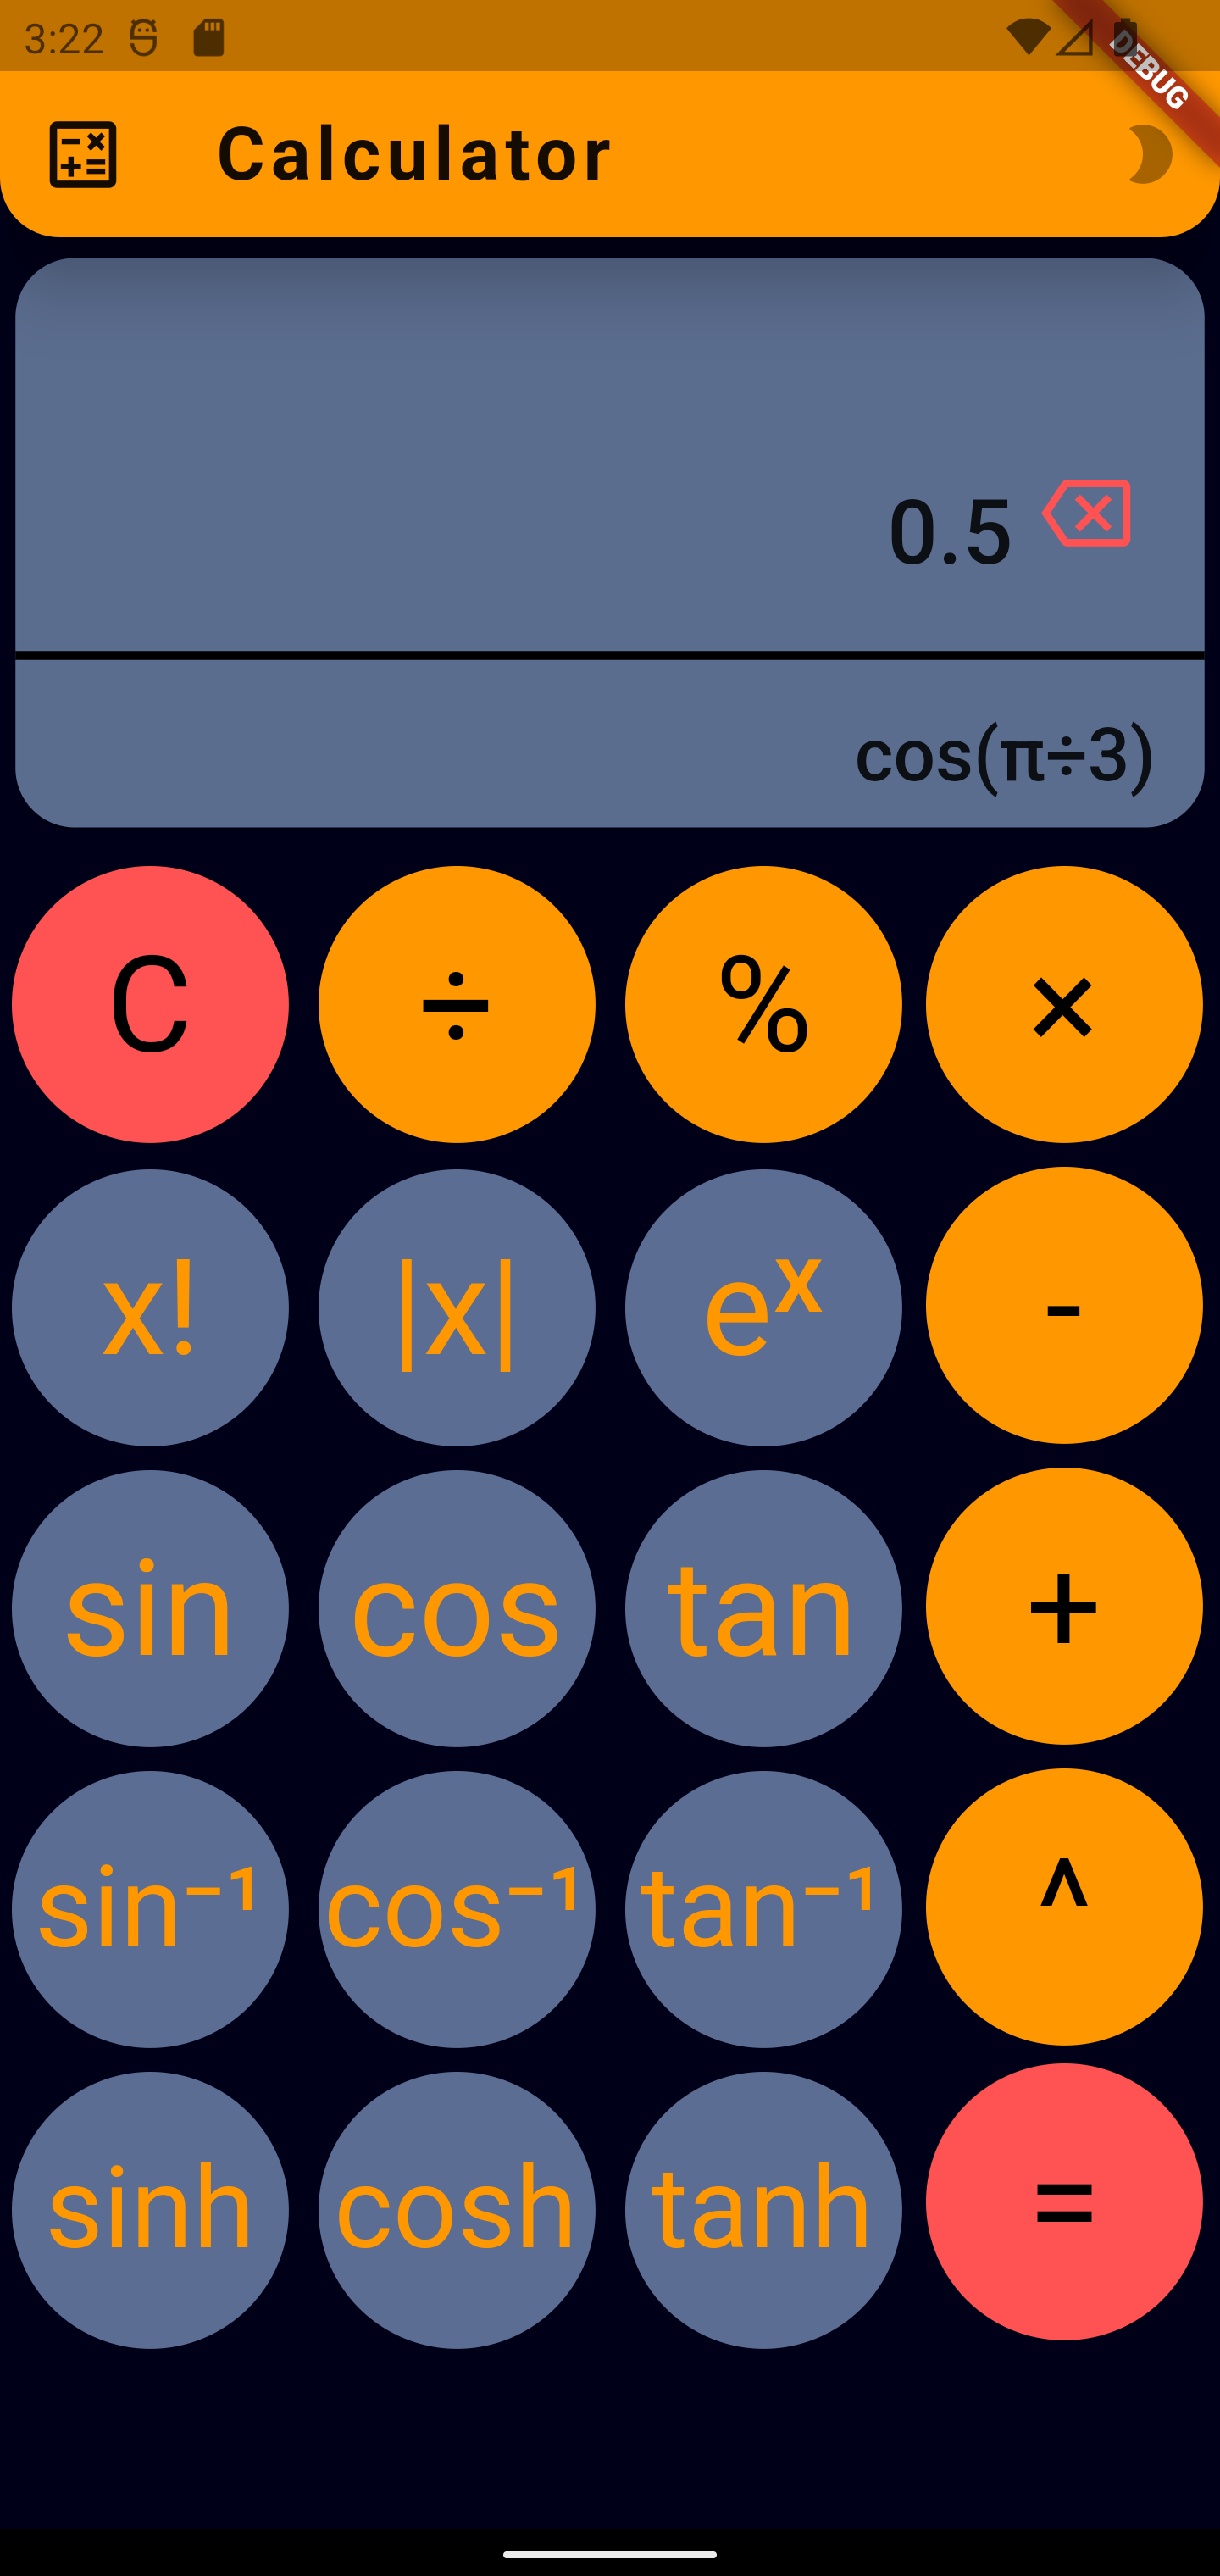 3:22
DEBUG
Calculator
0.5
cos(π÷3)
C ÷ % ×
x! |x| eˣ -
sin cos tan +
sin⁻¹ cos⁻¹ tan⁻¹ ^
sinh cosh tanh =